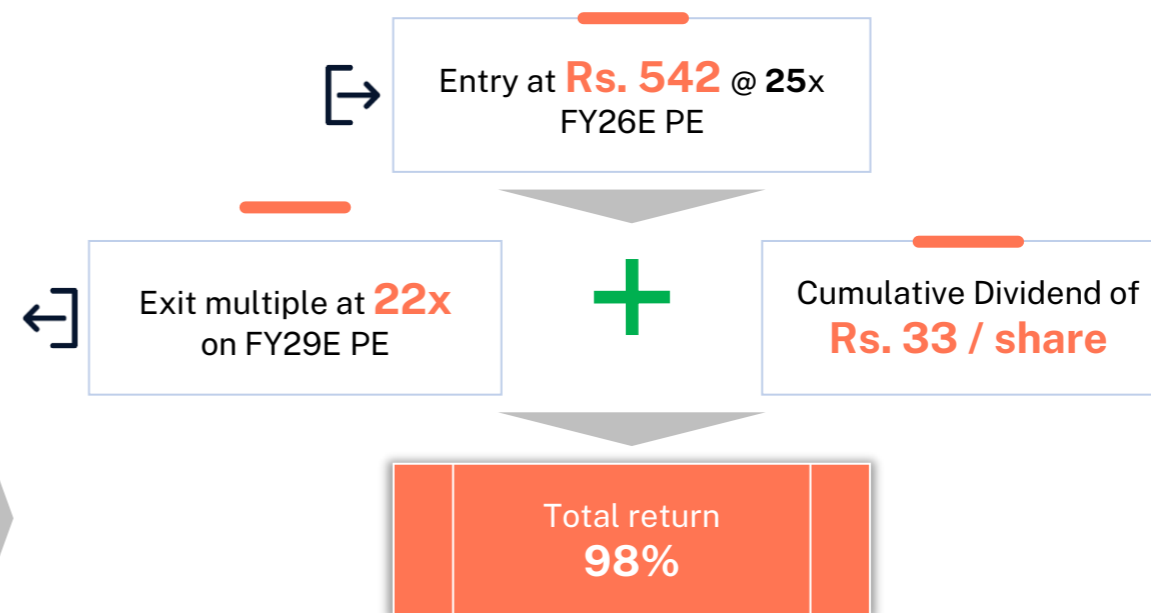 Entry at Rs. 542 @ 25x
FY26E PE
Exit multiple at 22x
on FY29E PE
Cumulative Dividend of
Rs. 33 / share
Total return
98%